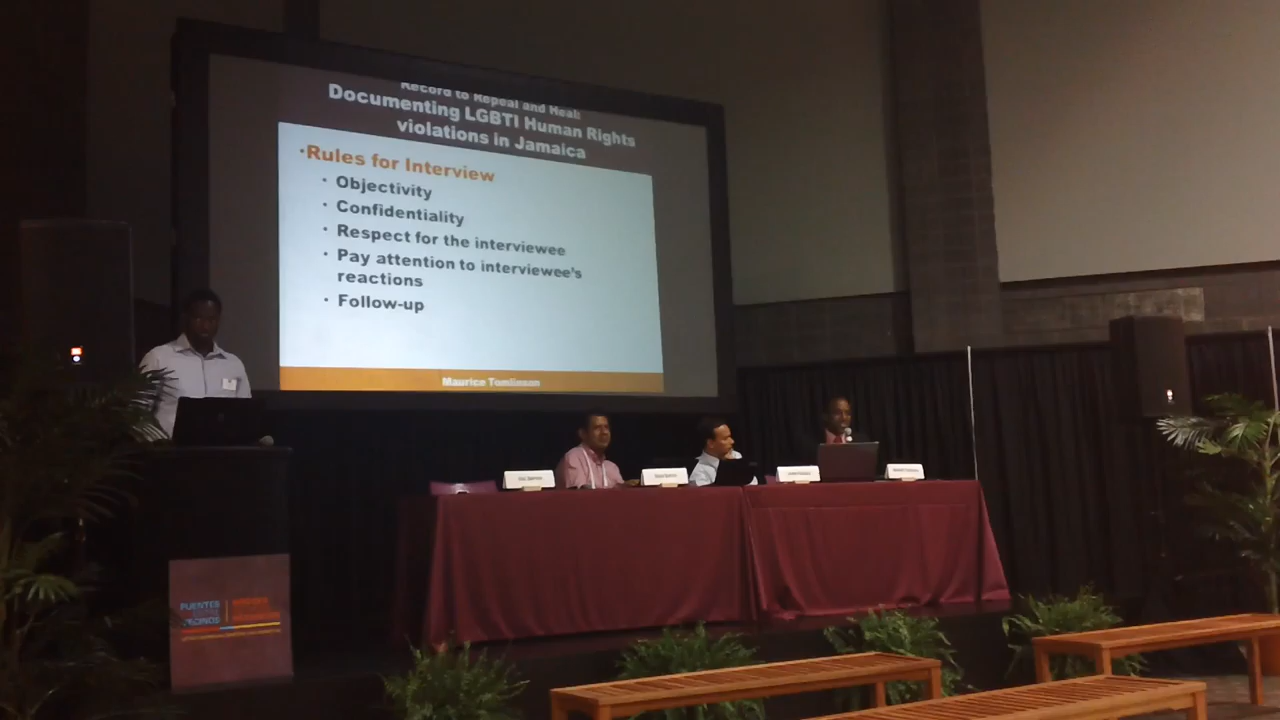 Record to Repeal and Heal:
Documenting LGBTI Human Rights
violations in Jamaica
•Rules for Interview
• Objectivity
• Confidentiality
• Respect for the interviewee
• Pay attention to interviewee's
reactions
• Follow-up
Maurice Tomlinson
PUENTES
VECINOS